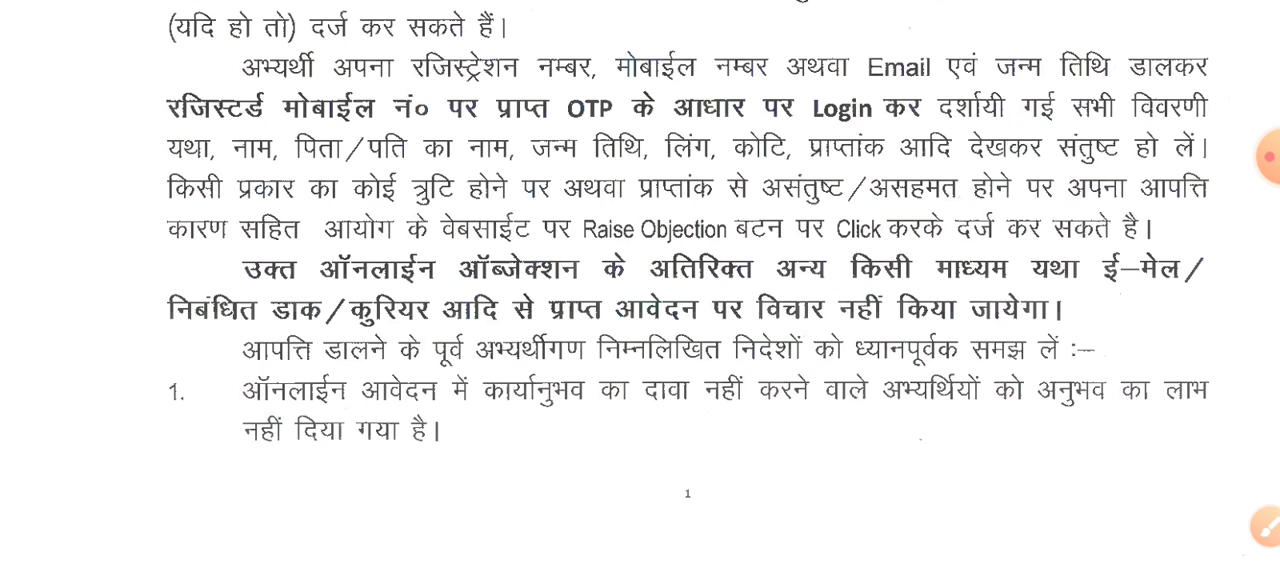 (यदि हो तो) दर्ज कर सकते हैं।
अभ्यर्थी अपना रजिस्ट्रेशन नम्बर, मोबाईल नम्बर अथवा Email एवं जन्म तिथि डालकर
रजिस्टर्ड मोबाईल नं० पर प्राप्त OTP के आधार पर Login कर दर्शायी गई सभी विवरणी
यथा, नाम, पिता/पति का नाम, जन्म तिथि, लिंग, कोटि, प्राप्तांक आदि देखकर संतुष्ट हो लें।
किसी प्रकार का कोई त्रुटि होने पर अथवा प्राप्तांक से असंतुष्ट/असहमत होने पर अपना आपत्ति
कारण सहित आयोग के वेबसाईट पर Raise Objection बटन पर Click करके दर्ज कर सकते है।
उक्त ऑनलाईन ऑब्जेक्शन के अतिरिक्त अन्य किसी माध्यम यथा ई–मेल/
निबंधित डाक/कुरियर आदि से प्राप्त आवेदन पर विचार नहीं किया जायेगा।
आपत्ति डालने के पूर्व अभ्यर्थीगण निम्नलिखित निदेशों को ध्यानपूर्वक समझ लें :–
1. ऑनलाईन आवेदन में कार्यानुभव का दावा नहीं करने वाले अभ्यर्थियों को अनुभव का लाभ
नहीं दिया गया है।
1